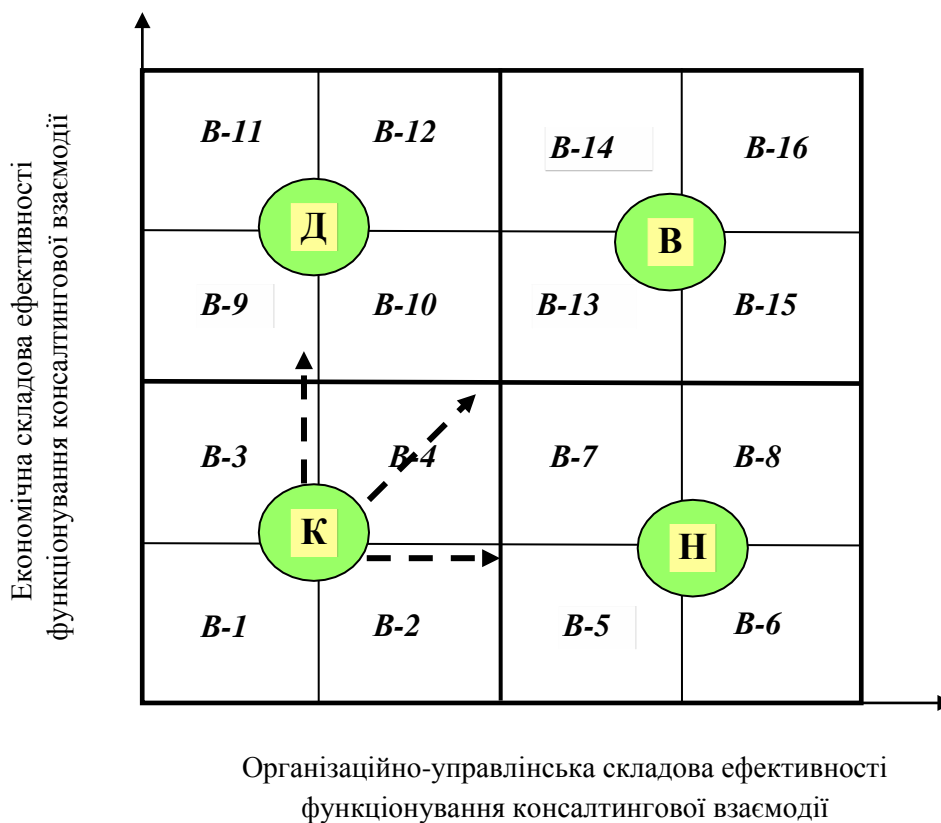 Економічна складова ефективності
функціонування консалтингової взаємодії
В-11 В-12 В-14 В-16
Д В
В-9 В-10 В-13 В-15
В-3 В-4 В-7 В-8
К Н
В-1 В-2 В-5 В-6
Організаційно-управлінська складова ефективності
функціонування консалтингової взаємодії